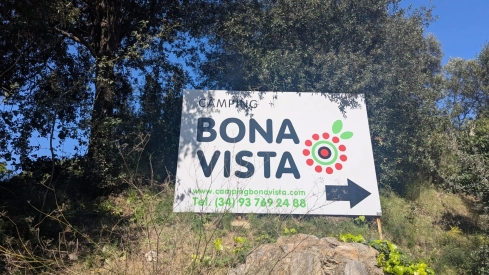 CAMPING
BONA
VISTA
www.campingbonavista.com
Tel. (34) 93 769 24 88